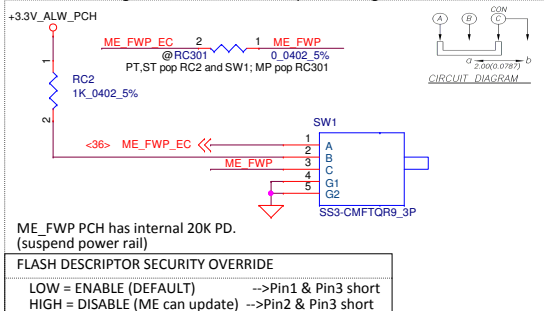 +3.3V_ALW_PCH
CON
A B C
a b
2.00(0.0787)
CIRCUIT DIAGRAM
ME_FWP_EC 2 1 ME_FWP
@RC301 0_0402_5%
PT,ST pop RC2 and SW1; MP pop RC301
1
RC2
1K_0402_5%
2
SW1
<36> ME_FWP_EC 1 A
2 B
ME_FWP 3 C
4 G1
5 G2
SS3-CMFTQR9_3P
ME_FWP PCH has internal 20K PD.
(suspend power rail)
FLASH DESCRIPTOR SECURITY OVERRIDE
LOW = ENABLE (DEFAULT) -->Pin1 & Pin3 short
HIGH = DISABLE (ME can update) -->Pin2 & Pin3 short